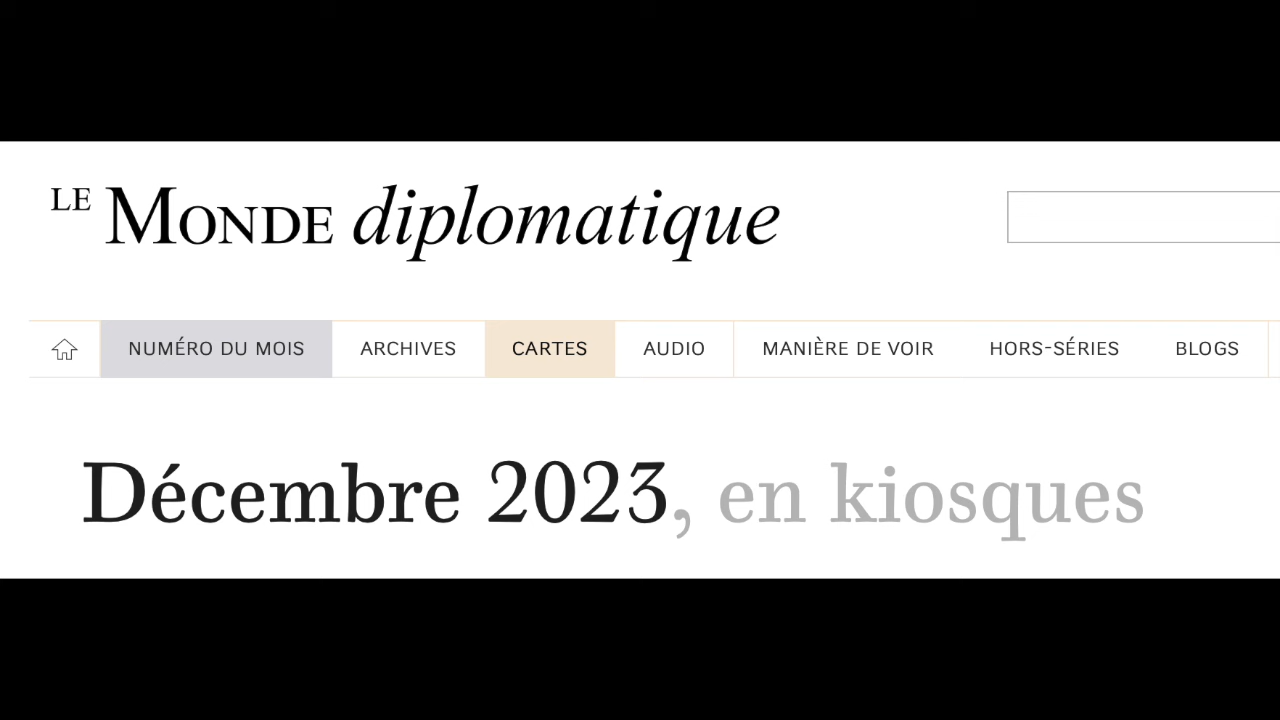 LE MONDE diplomatique
NUMÉRO DU MOIS ARCHIVES CARTES AUDIO MANIÈRE DE VOIR HORS-SÉRIES BLOGS
Décembre 2023, en kiosques